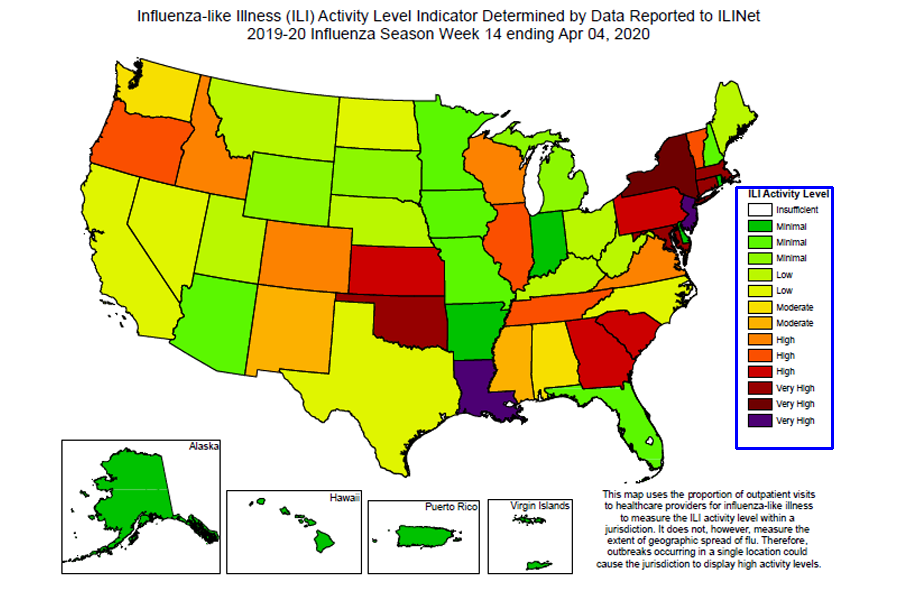 Influenza-like Illness (ILI) Activity Level Indicator Determined by Data Reported to ILINet
2019-20 Influenza Season Week 14 ending Apr 04, 2020
ILI Activity Level
Insufficient
Minimal
Minimal
Minimal
Low
Low
Moderate
Moderate
High
High
High
Very High
Very High
Very High
Alaska
Hawaii
Puerto Rico
Virgin Islands
This map uses the proportion of outpatient visits
to healthcare providers for influenza-like illness
to measure the ILI activity level within a
jurisdiction. It does not, however, measure the
extent of geographic spread of flu. Therefore,
outbreaks occurring in a single location could
cause the jurisdiction to display high activity levels.